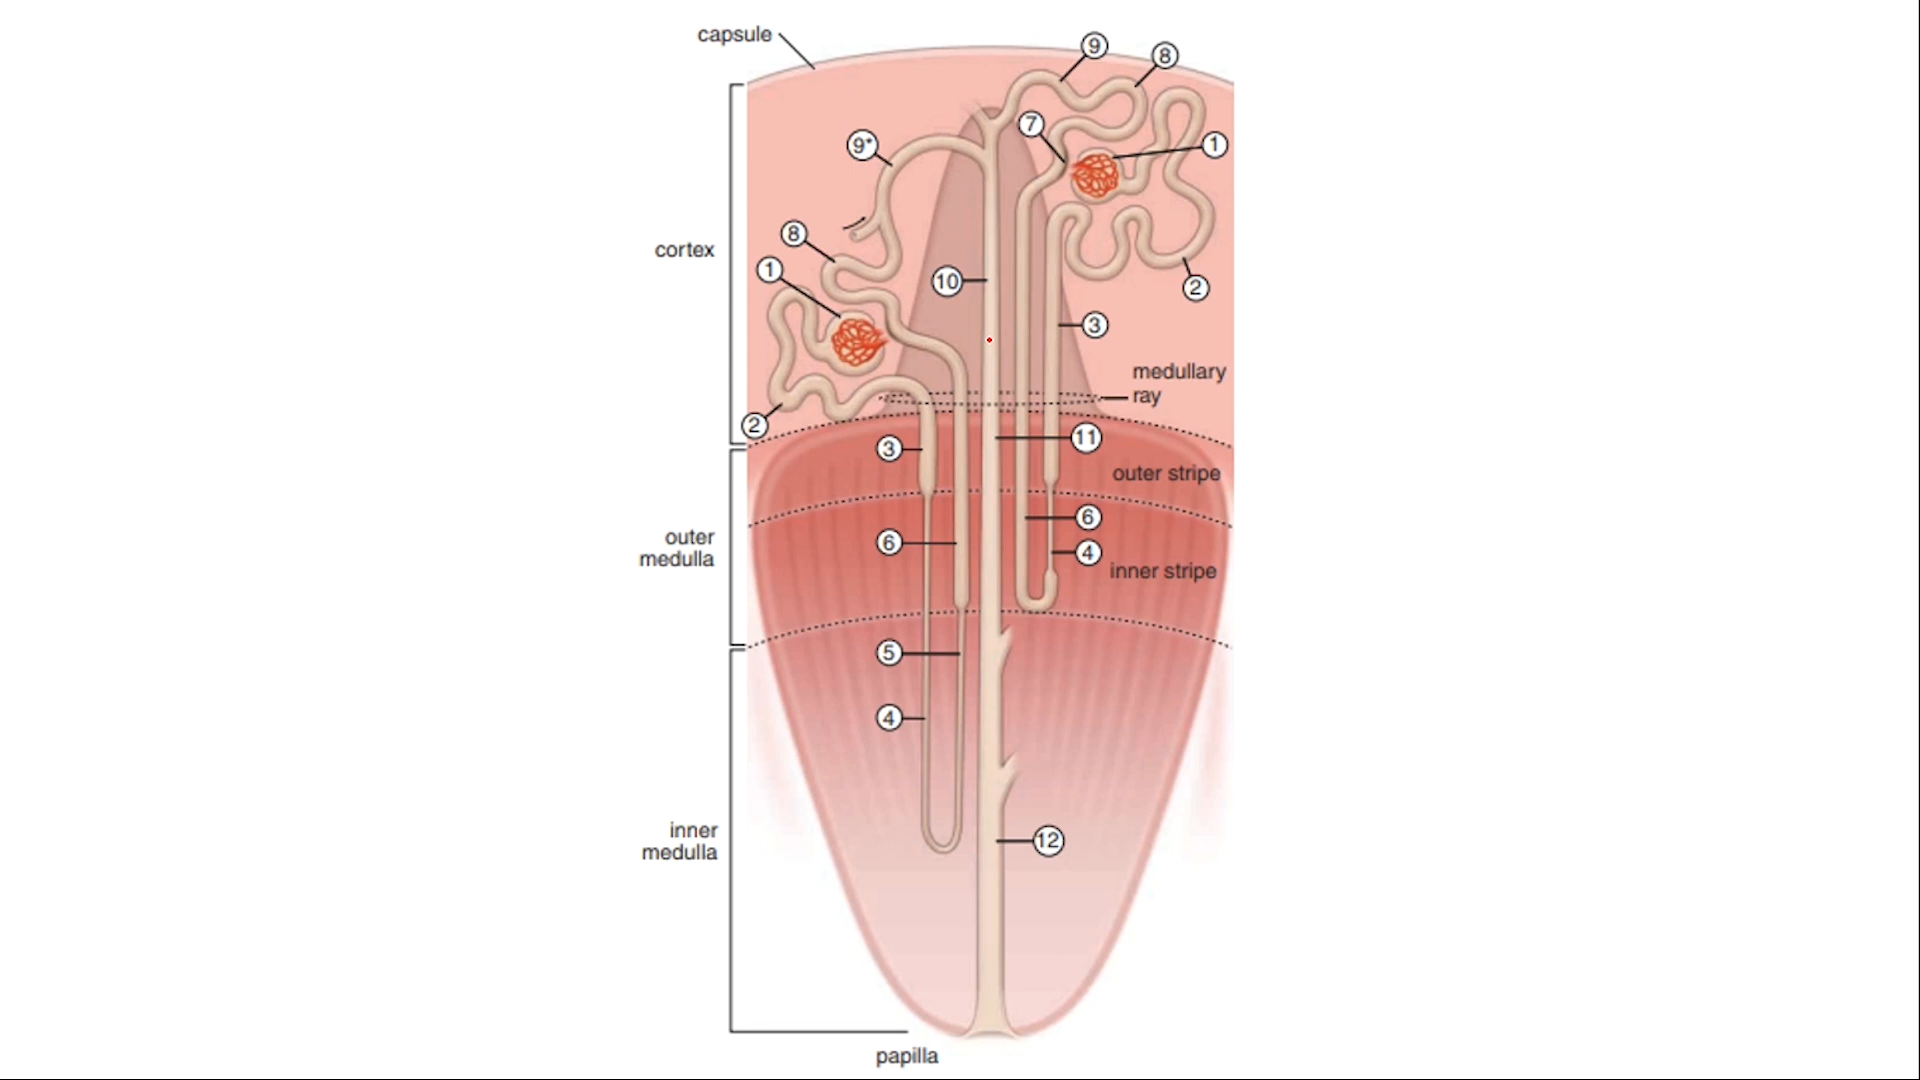 capsule
9
8
7
1
9*
8
cortex
1
10
2
3
medullary
ray
2
11
3
outer stripe
6
outer
medulla
6
4
inner stripe
5
4
inner
medulla
12
papilla